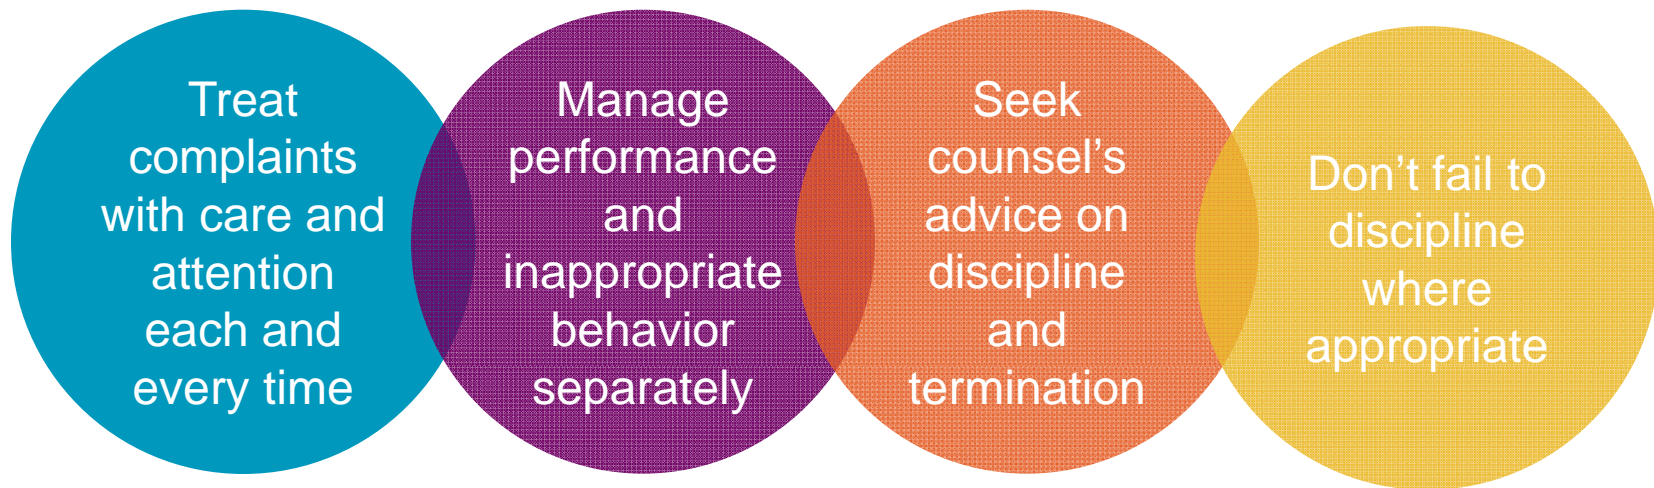 Treat
complaints
with care and
attention
each and
every time
Manage
performance
and
inappropriate
behavior
separately
Seek
counsel’s
advice on
discipline
and
termination
Don’t fail to
discipline
where
appropriate